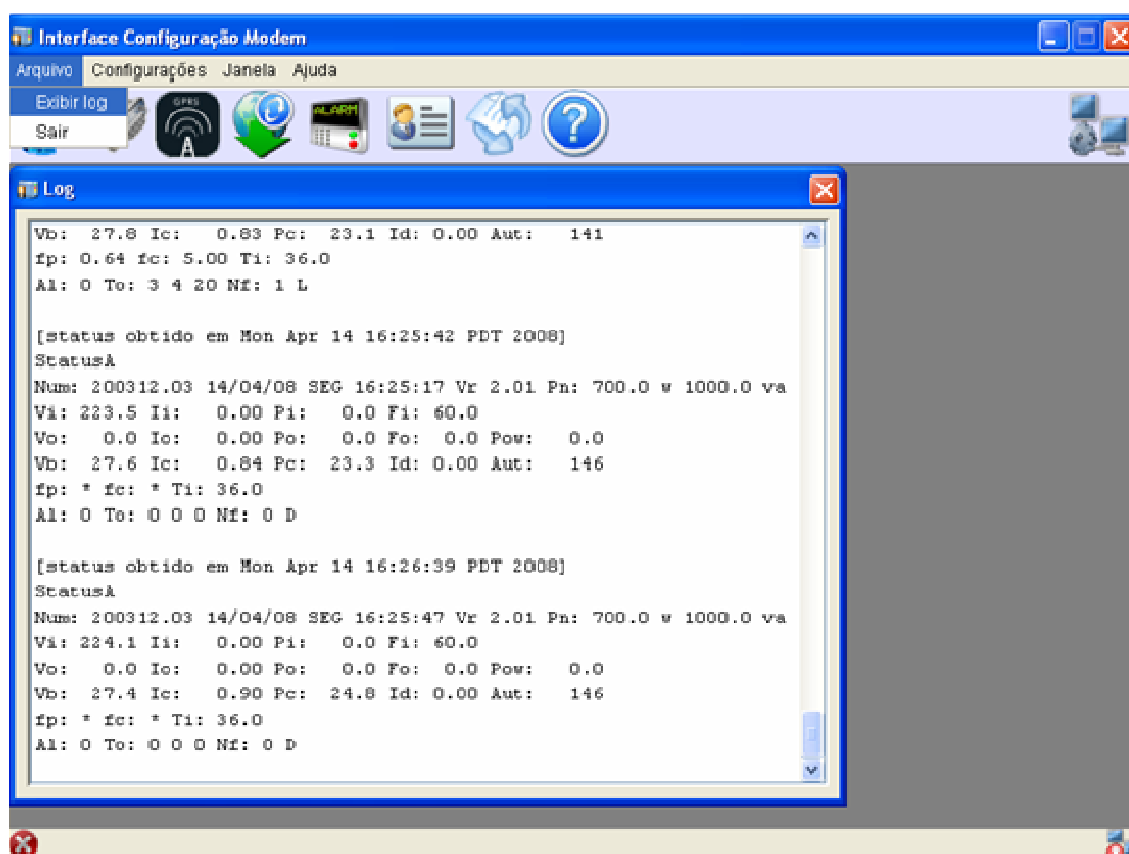 Interface Configuração Modem
Arquivo Configurações Janela Ajuda
Exibir log
Sair
GPRS
A
ALARM
?
Log
Vb: 27.8 Ic: 0.83 Pc: 23.1 Id: 0.00 Aut: 141
fp: 0.64 fc: 5.00 Ti: 36.0
Al: 0 To: 3 4 20 Nf: 1 L
[status obtido em Mon Apr 14 16:25:42 PDT 2008]
StatusA
Num: 200312.03 14/04/08 SEG 16:25:17 Vr 2.01 Pn: 700.0 w 1000.0 va
Vi: 223.5 Ii: 0.00 Pi: 0.0 Fi: 60.0
Vo: 0.0 Io: 0.00 Po: 0.0 Fo: 0.0 Pow: 0.0
Vb: 27.6 Ic: 0.84 Pc: 23.3 Id: 0.00 Aut: 146
fp: * fc: * Ti: 36.0
Al: 0 To: 0 0 0 Nf: 0 D
[status obtido em Mon Apr 14 16:26:39 PDT 2008]
StatusA
Num: 200312.03 14/04/08 SEG 16:25:47 Vr 2.01 Pn: 700.0 w 1000.0 va
Vi: 224.1 Ii: 0.00 Pi: 0.0 Fi: 60.0
Vo: 0.0 Io: 0.00 Po: 0.0 Fo: 0.0 Pow: 0.0
Vb: 27.4 Ic: 0.90 Pc: 24.8 Id: 0.00 Aut: 146
fp: * fc: * Ti: 36.0
Al: 0 To: 0 0 0 Nf: 0 D